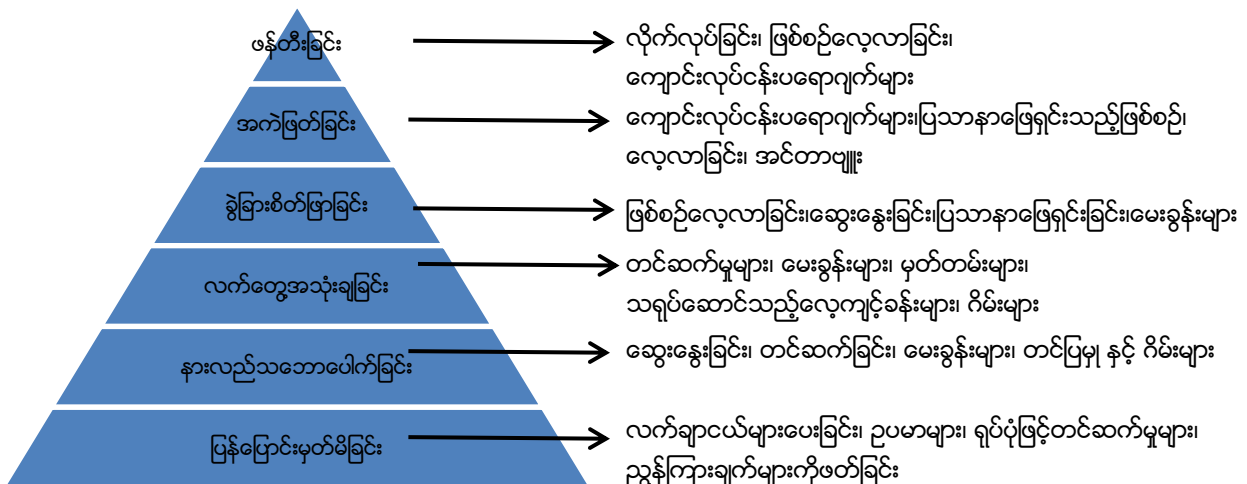 ဖန်တီးခြင်း
လိုက်လုပ်ခြင်း၊ ဖြစ်စဉ်လေ့လာခြင်း၊
ကျောင်းလုပ်ငန်းပရောဂျက်များ
အကဲဖြတ်ခြင်း
ကျောင်းလုပ်ငန်းပရောဂျက်များ၊ပြသာနာဖြေရှင်းသည့်ဖြစ်စဉ်၊
လေ့လာခြင်း၊ အင်တာဗျူး
ခွဲခြားစိတ်ဖြာခြင်း
ဖြစ်စဉ်လေ့လာခြင်း၊ဆွေးနွေးခြင်း၊ပြသာနာဖြေရှင်းခြင်း၊မေးခွန်းများ
လက်တွေ့အသုံးချခြင်း
တင်ဆက်မှုများ၊ မေးခွန်းများ၊ မှတ်တမ်းများ၊
သရုပ်ဆောင်သည့်လေ့ကျင့်ခန်းများ၊ ဂိမ်းများ
နားလည်သဘောပေါက်ခြင်း
ဆွေးနွေးခြင်း၊ တင်ဆက်ခြင်း၊ မေးခွန်းများ၊ တင်ပြမှု နှင့် ဂိမ်းများ
ပြန်ပြောင်းမှတ်မိခြင်း
လက်ချာငယ်များပေးခြင်း၊ ဥပမာများ၊ ရုပ်ပုံဖြင့်တင်ဆက်မှုများ၊
ညွှန်ကြားချက်များကိုဖတ်ခြင်း